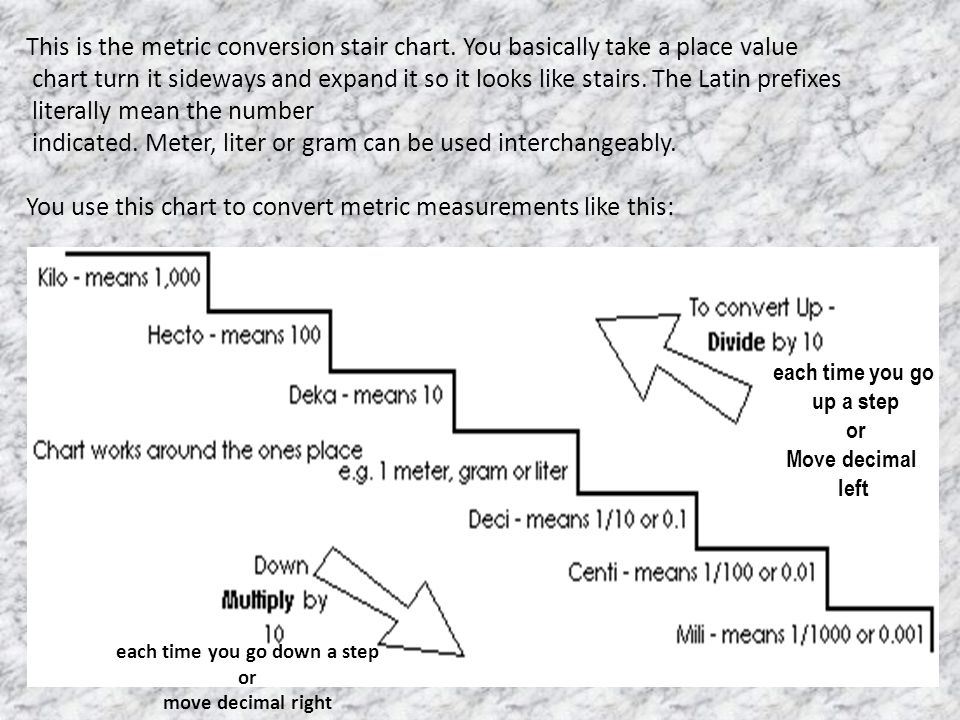 This is the metric conversion stair chart. You basically take a place value
chart turn it sideways and expand it so it looks like stairs. The Latin prefixes
literally mean the number
indicated. Meter, liter or gram can be used interchangeably.
You use this chart to convert metric measurements like this:
Kilo - means 1,000
Hecto - means 100
Deka - means 10
Chart works around the ones place
e.g. 1 meter, gram or liter
Deci - means 1/10 or 0.1
Centi - means 1/100 or 0.01
Mili - means 1/1000 or 0.001
To convert Up -
Divide by 10
each time you go
up a step
or
Move decimal
left
Down
Multiply by
10
each time you go down a step
or
move decimal right